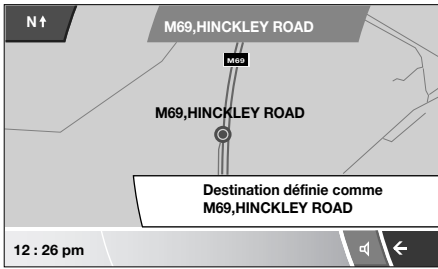 N
M69,HINCKLEY ROAD
M69
M69,HINCKLEY ROAD
Destination définie comme
M69,HINCKLEY ROAD
12 : 26 pm